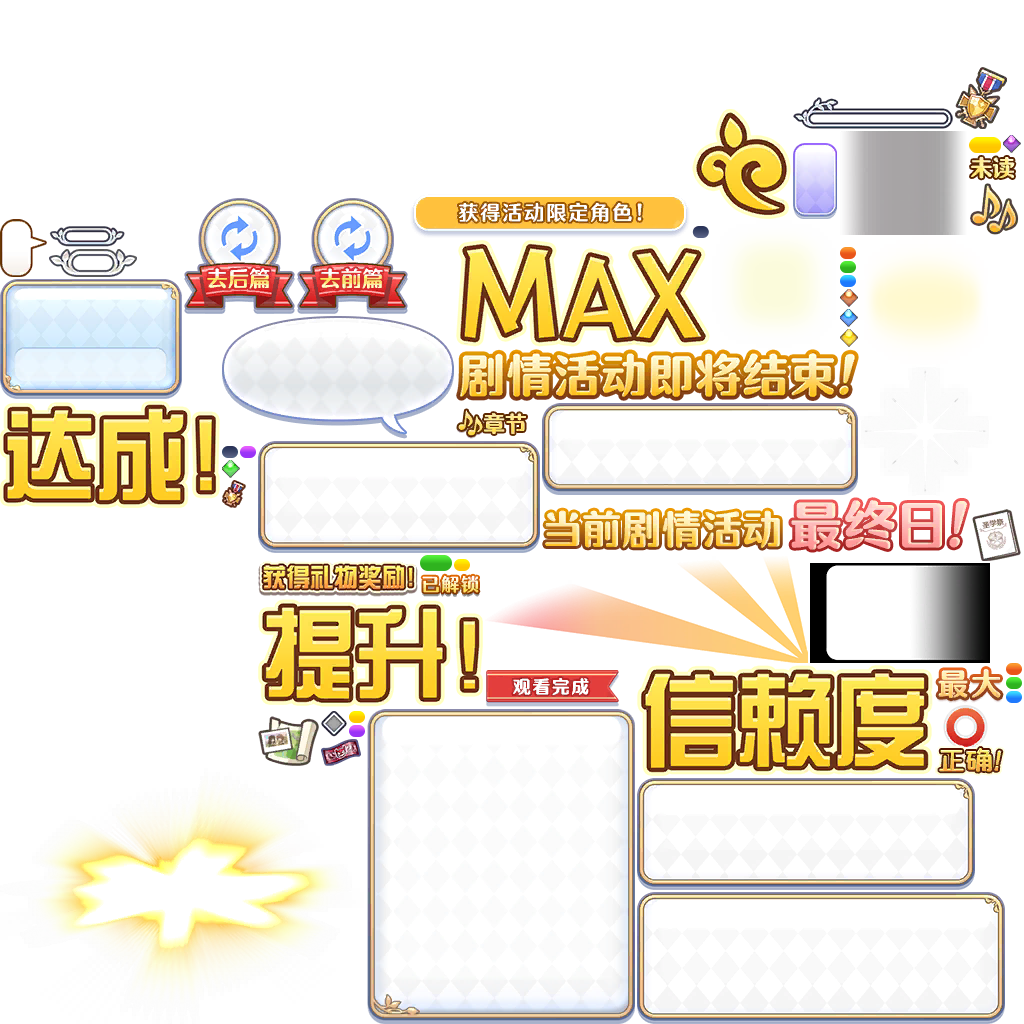 未读
获得活动限定角色!
去后篇
去前篇
MAX
剧情活动即将结束!
达成!
章节
当前剧情活动 最终日!
获得礼物奖励!
已解锁
提升!
观看完成
信赖度
最大
正确!